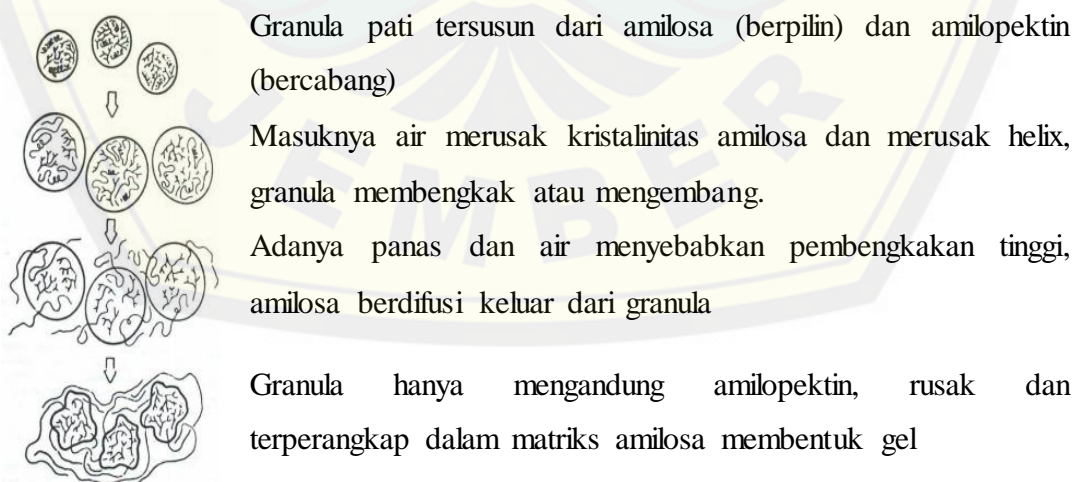 Granula pati tersusun dari amilosa (berpilin) dan amilopektin
(bercabang)
Masuknya air merusak kristalinitas amilosa dan merusak helix,
granula membengkak atau mengembang.
Adanya panas dan air menyebabkan pembengkakan tinggi,
amilosa berdifusi keluar dari granula
Granula hanya mengandung amilopektin, rusak dan
terperangkap dalam matriks amilosa membentuk gel
JEMBER